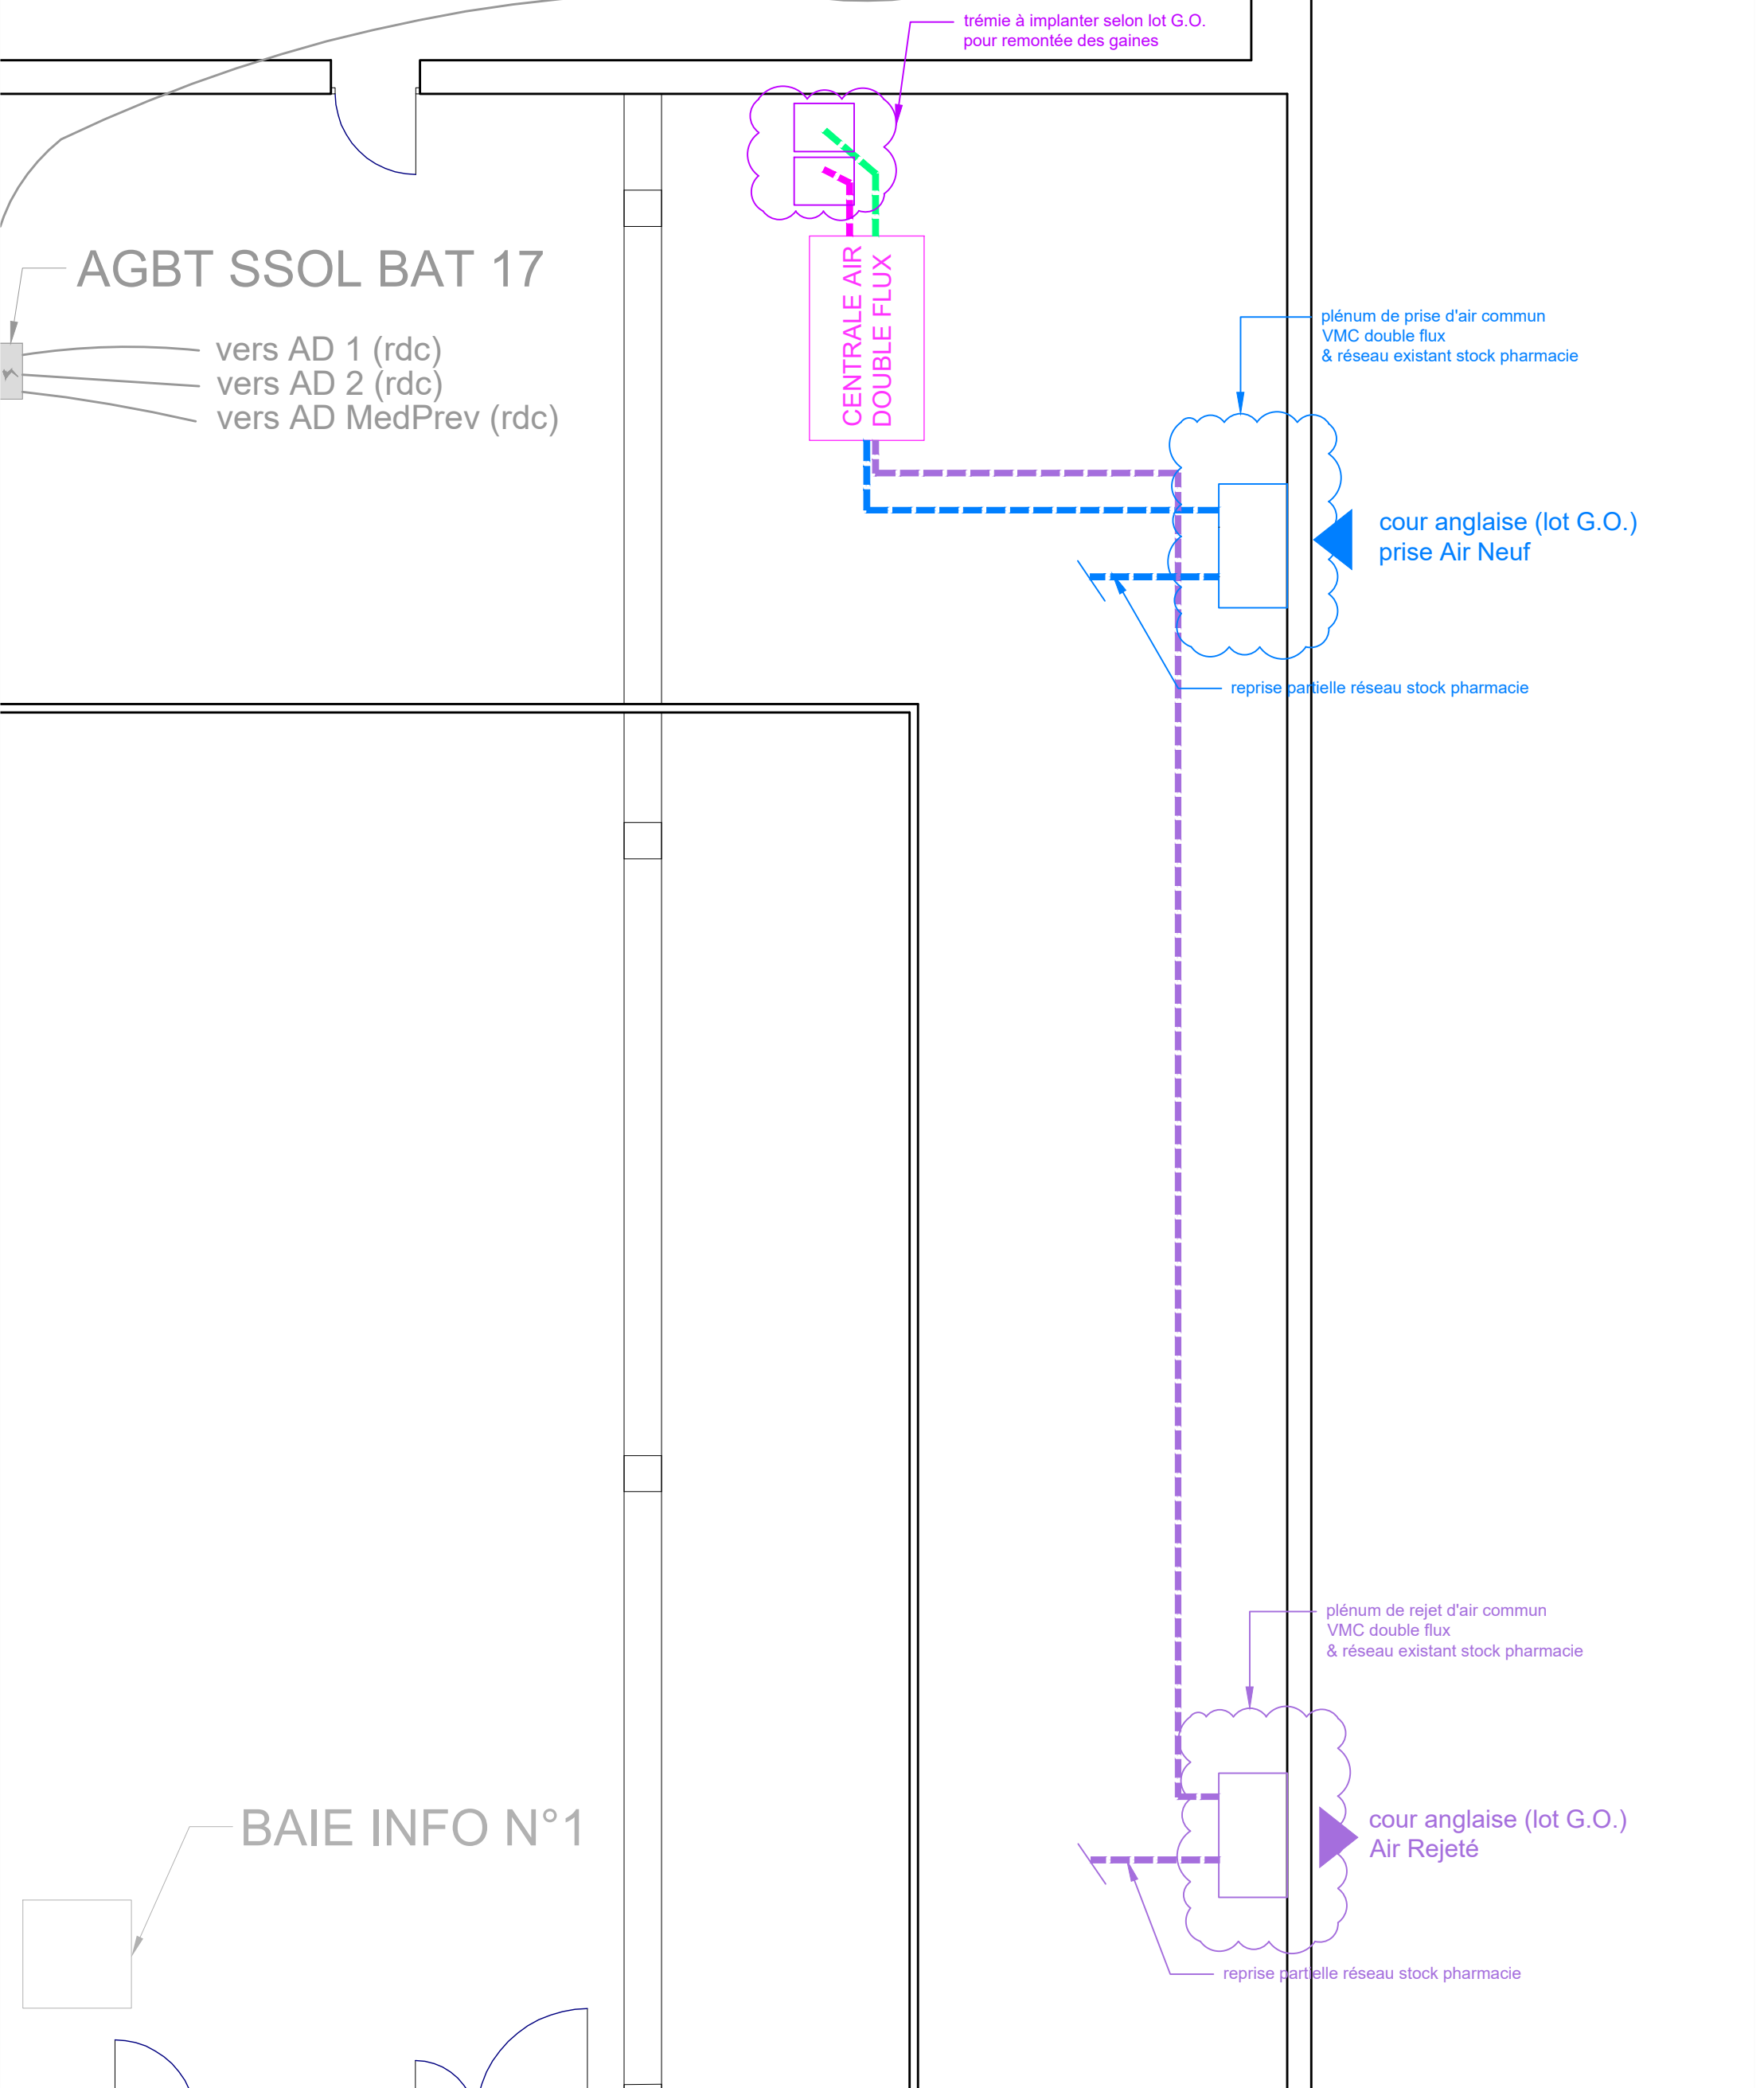 trémie à implanter selon lot G.O.
pour remontée des gaines
AGBT SSOL BAT 17
vers AD 1 (rdc)
vers AD 2 (rdc)
vers AD MedPrev (rdc)
CENTRALE AIR
DOUBLE FLUX
plénum de prise d'air commun
VMC double flux
& réseau existant stock pharmacie
cour anglaise (lot G.O.)
prise Air Neuf
reprise partielle réseau stock pharmacie
plénum de rejet d'air commun
VMC double flux
& réseau existant stock pharmacie
BAIE INFO N°1
cour anglaise (lot G.O.)
Air Rejeté
reprise partielle réseau stock pharmacie